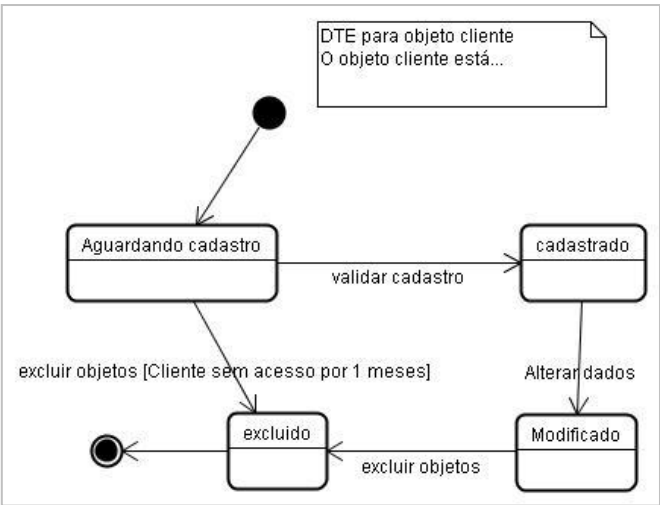 DTE para objeto cliente
O objeto cliente está...
Aguardando cadastro
cadastrado
validar cadastro
excluir objetos [Cliente sem acesso por 1 meses]
Alterar dados
excluido
Modificado
excluir objetos